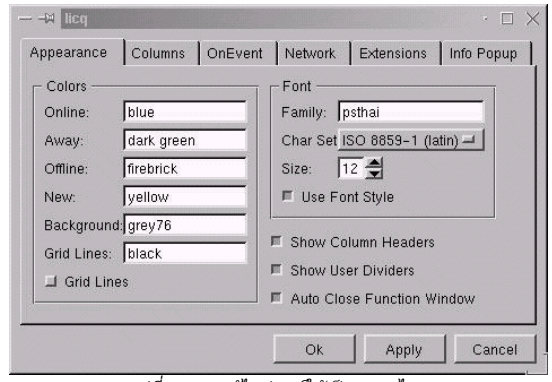 licq
Appearance Columns OnEvent Network Extensions Info Popup
Colors
Online: blue
Away: dark green
Offline: firebrick
New: yellow
Background: grey76
Grid Lines: black
Grid Lines
Font
Family: psthai
Char Set ISO 8859-1 (latin)
Size: 12
Use Font Style
Show Column Headers
Show User Dividers
Auto Close Function Window
Ok Apply Cancel